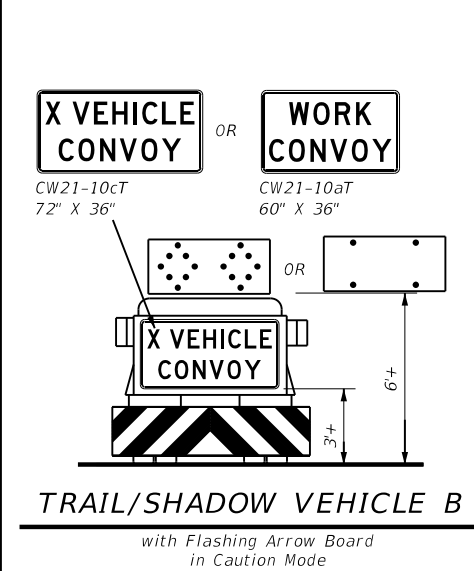 X VEHICLE
CONVOY
OR
WORK
CONVOY
CW21-10cT
72" X 36"
CW21-10aT
60" X 36"
OR
X VEHICLE
CONVOY
6'+
3'+
TRAIL/SHADOW VEHICLE B
with Flashing Arrow Board
in Caution Mode